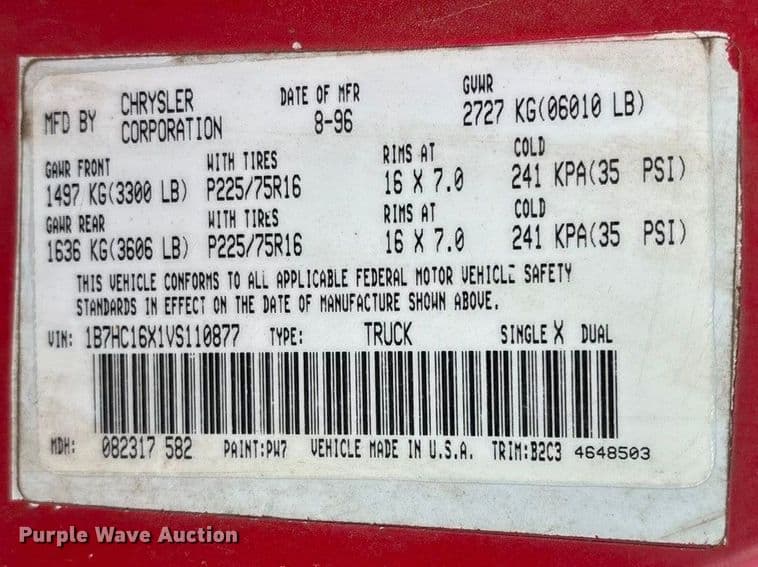 MFD BY CHRYSLER CORPORATION DATE OF MFR 8-96 GVWR 2727 KG(06010 LB)
GAWR FRONT WITH TIRES RIMS AT COLD
1497 KG(3300 LB) P225/75R16 16 X 7.0 241 KPA(35 PSI)
GAWR REAR WITH TIRES RIMS AT COLD
1636 KG(3606 LB) P225/75R16 16 X 7.0 241 KPA(35 PSI)
THIS VEHICLE CONFORMS TO ALL APPLICABLE FEDERAL MOTOR VEHICLE SAFETY
STANDARDS IN EFFECT ON THE DATE OF MANUFACTURE SHOWN ABOVE.
VIN: 1B7HC16X1VS110877 TYPE: TRUCK SINGLE X DUAL
MDH: 082317 582 PAINT:PW7 VEHICLE MADE IN U.S.A. TRIM:B2C3 4648503
Purple Wave Auction